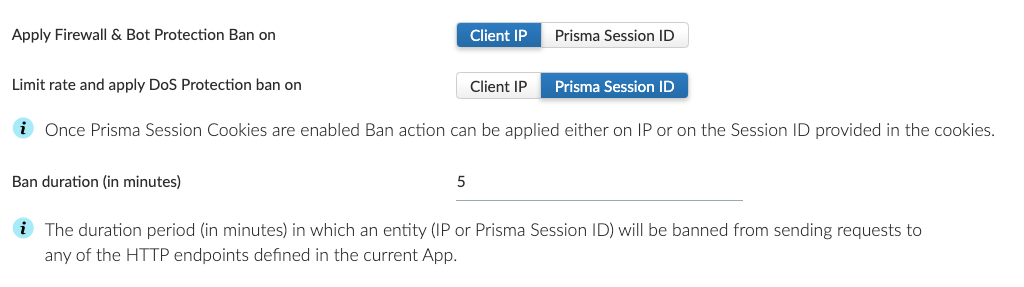 Apply Firewall & Bot Protection Ban on Client IP Prisma Session ID
Limit rate and apply DoS Protection ban on Client IP Prisma Session ID
i Once Prisma Session Cookies are enabled Ban action can be applied either on IP or on the Session ID provided in the cookies.
Ban duration (in minutes) 5
i The duration period (in minutes) in which an entity (IP or Prisma Session ID) will be banned from sending requests to
any of the HTTP endpoints defined in the current App.